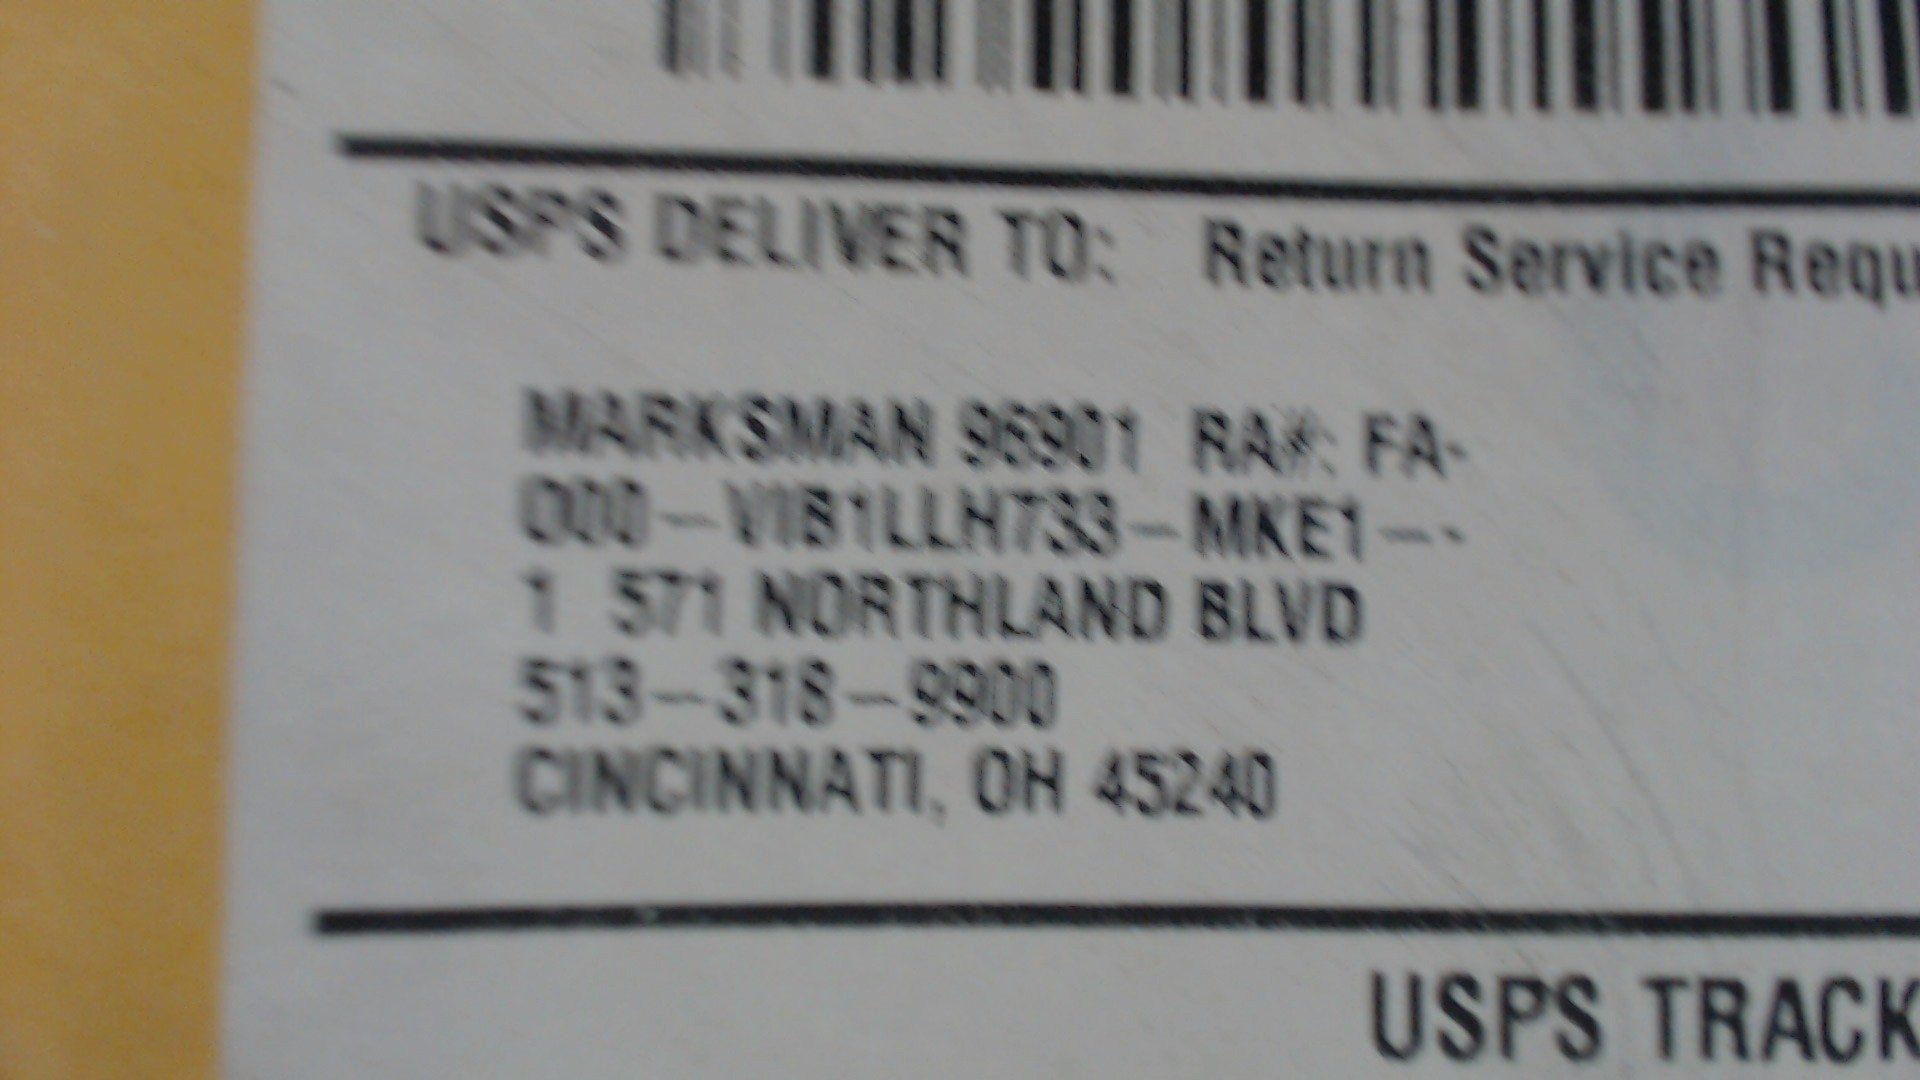 USPS DELIVER TO: Return Service Requ
MARKSMAN 96901 RA#: FA-
000-VIB1LLH733-MKE1--
1 571 NORTHLAND BLVD
513-318-9900
CINCINNATI, OH 45240
USPS TRACK